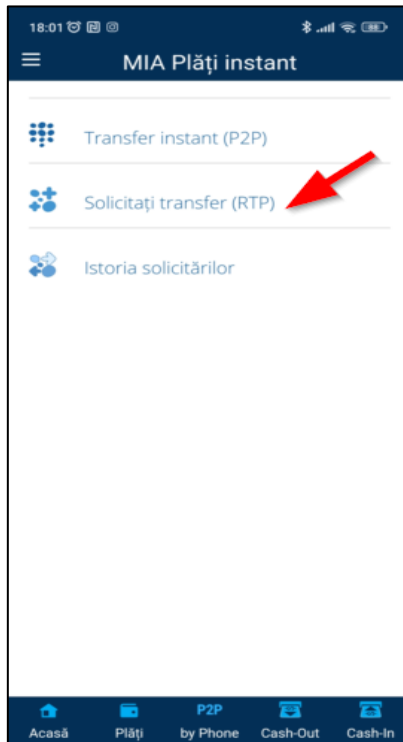 18:01
88
MIA Plăți instant
Transfer instant (P2P)
Solicitați transfer (RTP)
Istoria solicitărilor
P2P
Acasă Plăți by Phone Cash-Out Cash-In